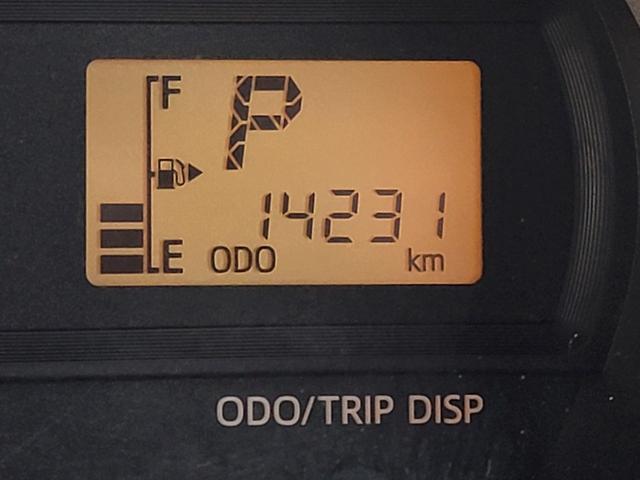 F
P
14231
E ODO km
ODO/TRIP DISP